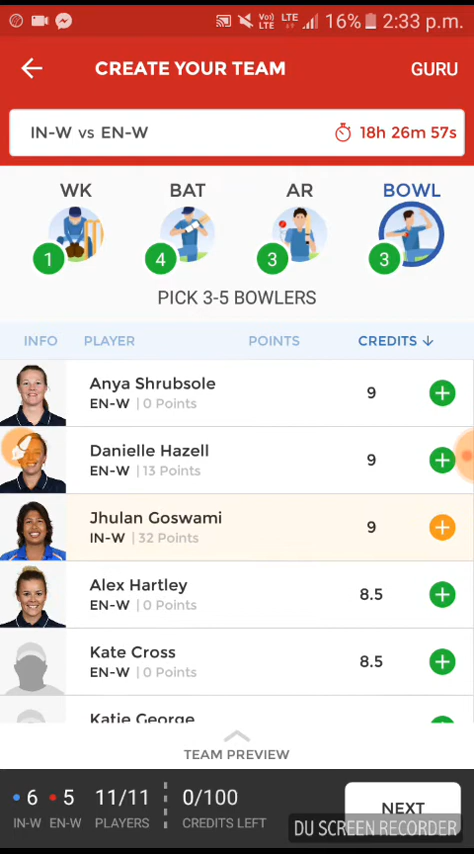 Vo)) LTE LTE 16% 2:33 p.m.
CREATE YOUR TEAM GURU
IN-W vs EN-W 18h 26m 57s
WK BAT AR BOWL
1 4 3 3
PICK 3-5 BOWLERS
INFO PLAYER POINTS CREDITS ↓
Anya Shrubsole
EN-W | 0 Points 9
Danielle Hazell
EN-W | 13 Points 9
Jhulan Goswami
IN-W | 32 Points 9
Alex Hartley
EN-W | 0 Points 8.5
Kate Cross
EN-W | 0 Points 8.5
Katie George
TEAM PREVIEW
6 5 11/11 0/100 NEXT
IN-W EN-W PLAYERS CREDITS LEFT
DU SCREEN RECORDER